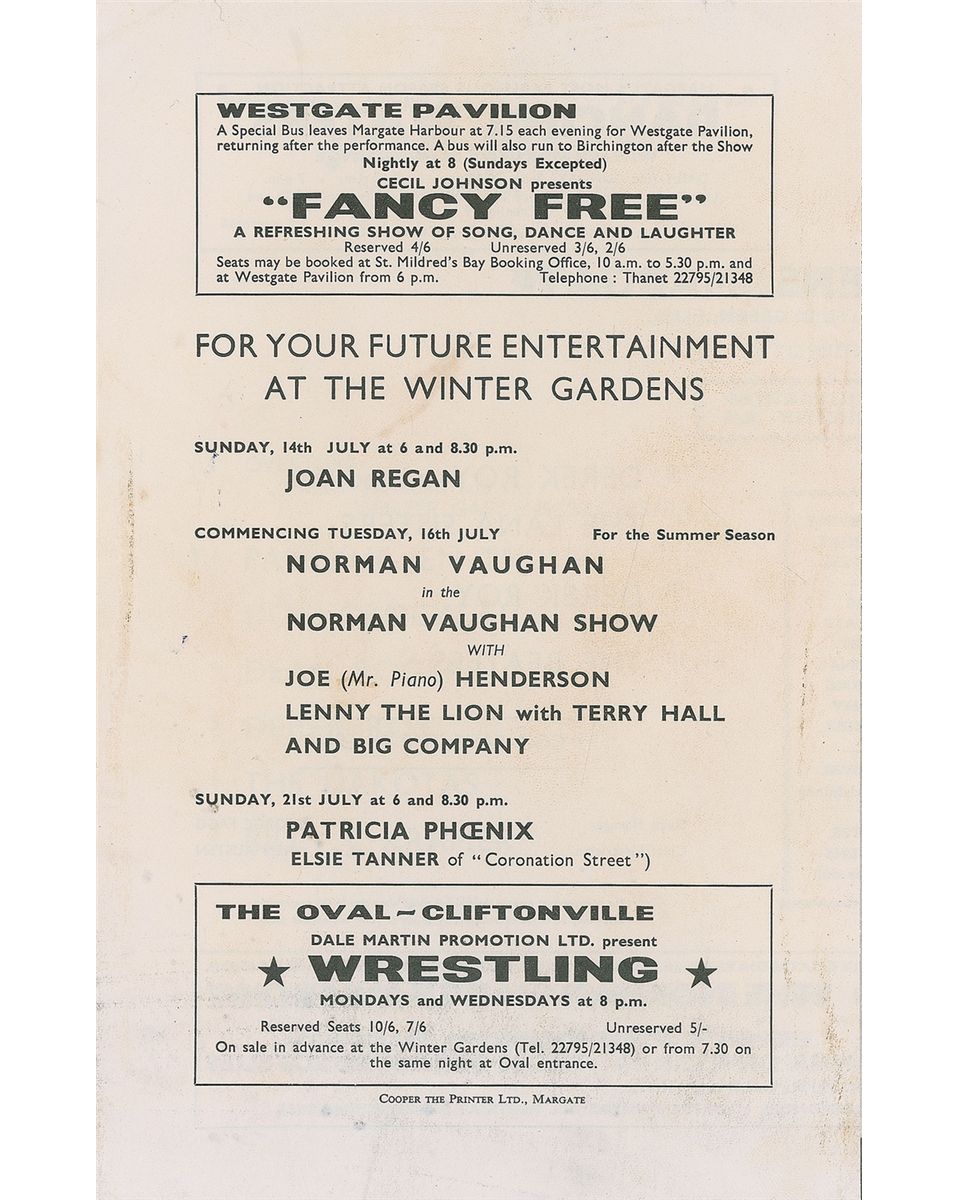 WESTGATE PAVILION
A Special Bus leaves Margate Harbour at 7.15 each evening for Westgate Pavilion,
returning after the performance. A bus will also run to Birchington after the Show
Nightly at 8 (Sundays Excepted)
CECIL JOHNSON presents
“FANCY FREE”
A REFRESHING SHOW OF SONG, DANCE AND LAUGHTER
Reserved 4/6 Unreserved 3/6, 2/6
Seats may be booked at St. Mildred's Bay Booking Office, 10 a.m. to 5.30 p.m. and
at Westgate Pavilion from 6 p.m. Telephone : Thanet 22795/21348
FOR YOUR FUTURE ENTERTAINMENT
AT THE WINTER GARDENS
SUNDAY, 14th JULY at 6 and 8.30 p.m.
JOAN REGAN
COMMENCING TUESDAY, 16th JULY For the Summer Season
NORMAN VAUGHAN
in the
NORMAN VAUGHAN SHOW
WITH
JOE (Mr. Piano) HENDERSON
LENNY THE LION with TERRY HALL
AND BIG COMPANY
SUNDAY, 21st JULY at 6 and 8.30 p.m.
PATRICIA PHŒNIX
ELSIE TANNER of “Coronation Street”)
THE OVAL - CLIFTONVILLE
DALE MARTIN PROMOTION LTD. present
★ WRESTLING ★
MONDAYS and WEDNESDAYS at 8 p.m.
Reserved Seats 10/6, 7/6 Unreserved 5/-
On sale in advance at the Winter Gardens (Tel. 22795/21348) or from 7.30 on
the same night at Oval entrance.
COOPER THE PRINTER LTD., MARGATE